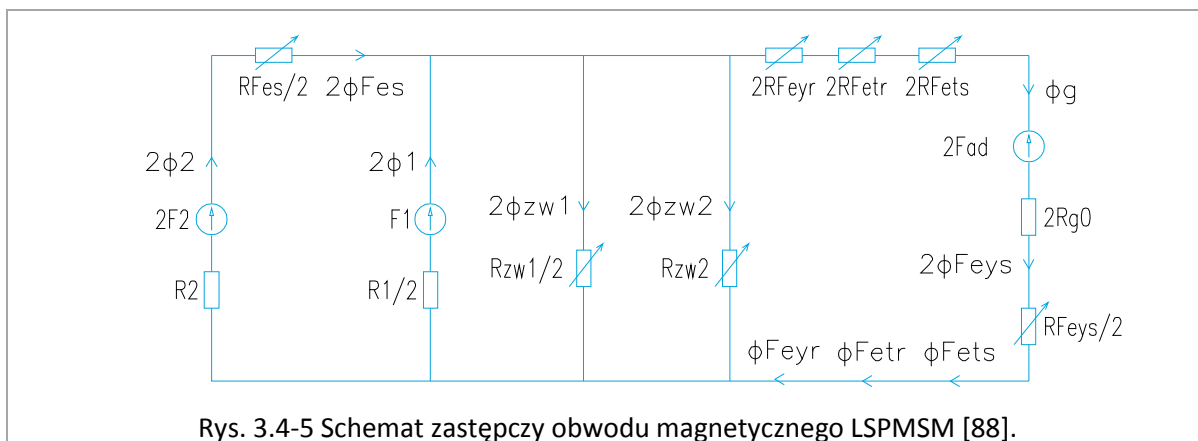 RFes/2
2ϕFes
2RFeyr
2RFetr
2RFets
ϕg
2Fad
2ϕ2
2ϕ1
2F2
F1
2ϕzw1
2ϕzw2
2Rg0
2ϕFeys
R2
R1/2
Rzw1/2
Rzw2
RFeys/2
ϕFeyr
ϕFetr
ϕFets
Rys. 3.4-5 Schemat zastępczy obwodu magnetycznego LSPMSM [88].